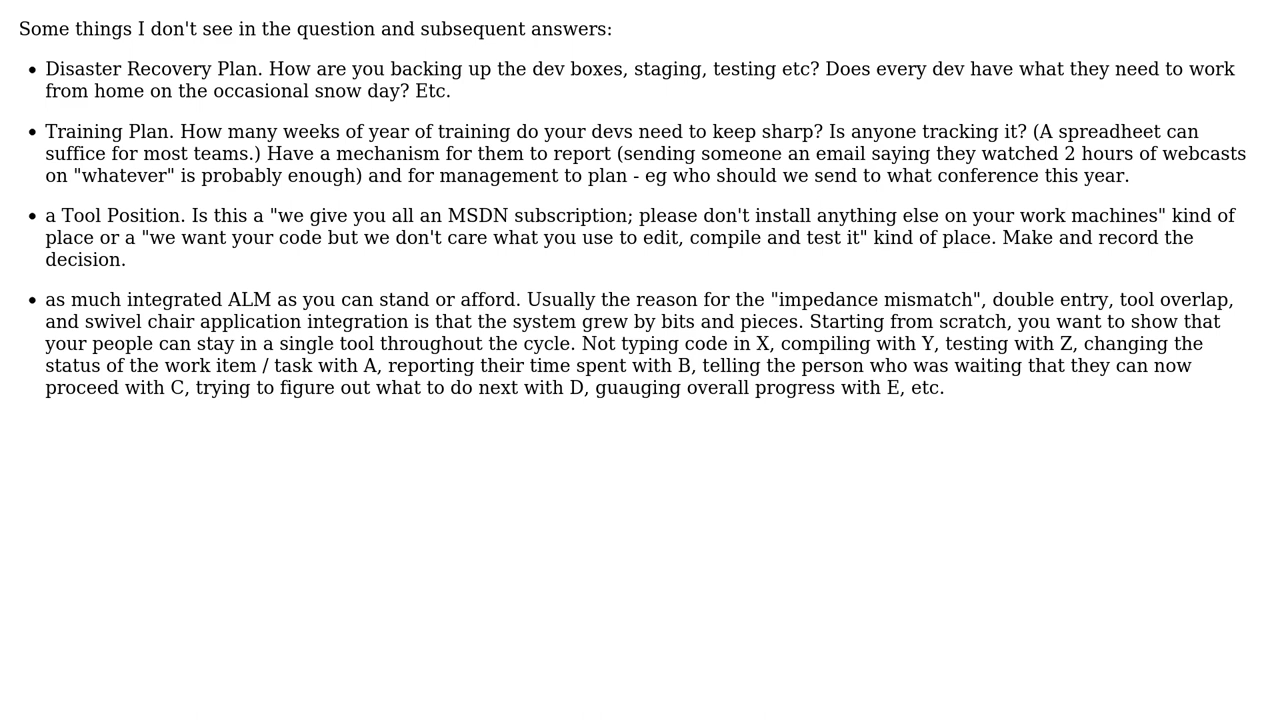 Some things I don't see in the question and subsequent answers:
• Disaster Recovery Plan. How are you backing up the dev boxes, staging, testing etc? Does every dev have what they need to work
from home on the occasional snow day? Etc.
• Training Plan. How many weeks of year of training do your devs need to keep sharp? Is anyone tracking it? (A spreadheet can
suffice for most teams.) Have a mechanism for them to report (sending someone an email saying they watched 2 hours of webcasts
on "whatever" is probably enough) and for management to plan - eg who should we send to what conference this year.
• a Tool Position. Is this a "we give you all an MSDN subscription; please don't install anything else on your work machines" kind of
place or a "we want your code but we don't care what you use to edit, compile and test it" kind of place. Make and record the
decision.
• as much integrated ALM as you can stand or afford. Usually the reason for the "impedance mismatch", double entry, tool overlap,
and swivel chair application integration is that the system grew by bits and pieces. Starting from scratch, you want to show that
your people can stay in a single tool throughout the cycle. Not typing code in X, compiling with Y, testing with Z, changing the
status of the work item / task with A, reporting their time spent with B, telling the person who was waiting that they can now
proceed with C, trying to figure out what to do next with D, guauging overall progress with E, etc.